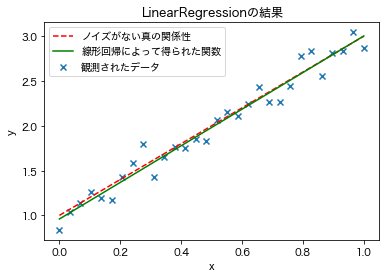 LinearRegressionの結果
ノイズがない真の関係性
線形回帰によって得られた関数
観測されたデータ
3.0
2.5
2.0
1.5
1.0
y
0.0 0.2 0.4 0.6 0.8 1.0
x